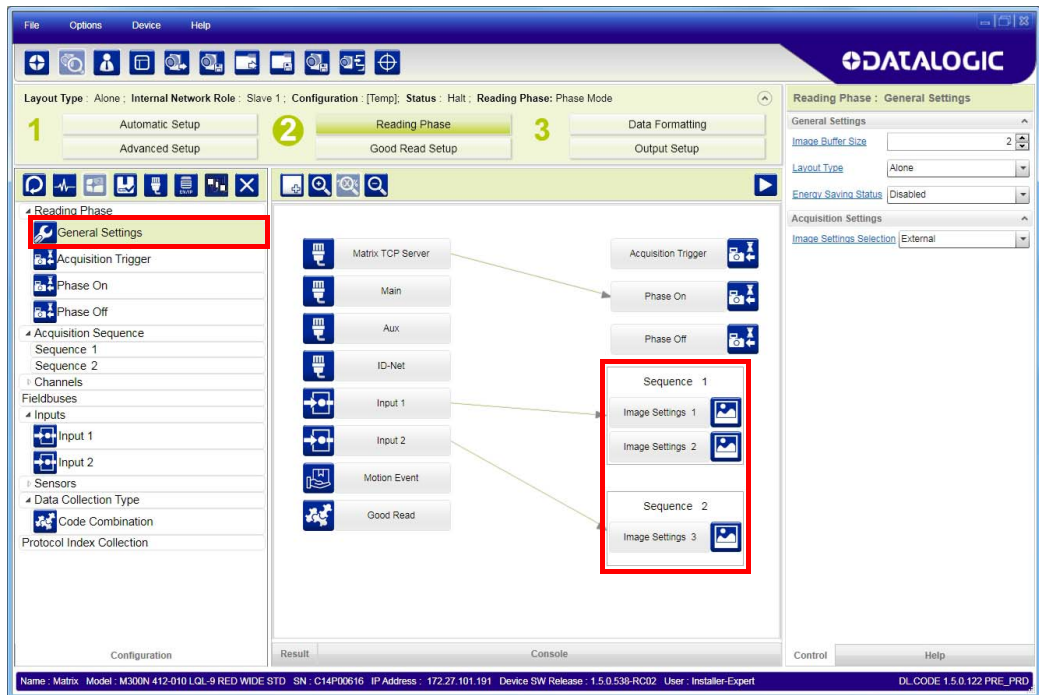 File Options Device Help
DATALOGIC
Layout Type : Alone ; Internal Network Role : Slave 1 ; Configuration : [Temp]; Status : Halt ; Reading Phase: Phase Mode
1 Automatic Setup
Advanced Setup
2 Reading Phase
Good Read Setup
3 Data Formatting
Output Setup
Reading Phase
General Settings
Acquisition Trigger
Phase On
Phase Off
Acquisition Sequence
Sequence 1
Sequence 2
Channels
Fieldbuses
Inputs
Input 1
Input 2
Sensors
Data Collection Type
Code Combination
Protocol Index Collection
Configuration
Matrix TCP Server
Main
Aux
ID-Net
Input 1
Input 2
Motion Event
Good Read
Acquisition Trigger
Phase On
Phase Off
Sequence 1
Image Settings 1
Image Settings 2
Sequence 2
Image Settings 3
Result Console
Reading Phase : General Settings
General Settings
Image Buffer Size 2
Layout Type Alone
Energy Saving Status Disabled
Acquisition Settings
Image Settings Selection External
Control Help
Name : Matrix Model : M300N 412-010 LQL-9 RED WIDE STD SN : C14P00616 IP Address : 172.27.101.191 Device SW Release : 1.5.0.538-RC02 User : Installer-Expert DL.CODE 1.5.0.122 PRE_PRD